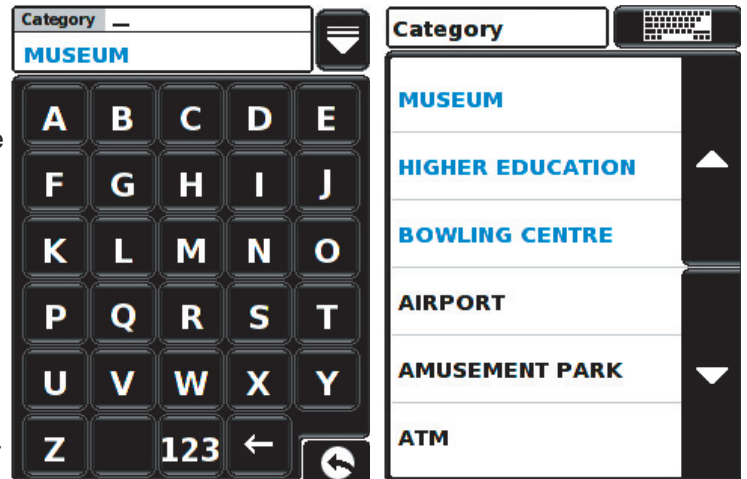 Category _
MUSEUM
A B C D E
F G H I J
K L M N O
P Q R S T
U V W X Y
Z 123 ←
Category
MUSEUM
HIGHER EDUCATION
BOWLING CENTRE
AIRPORT
AMUSEMENT PARK
ATM